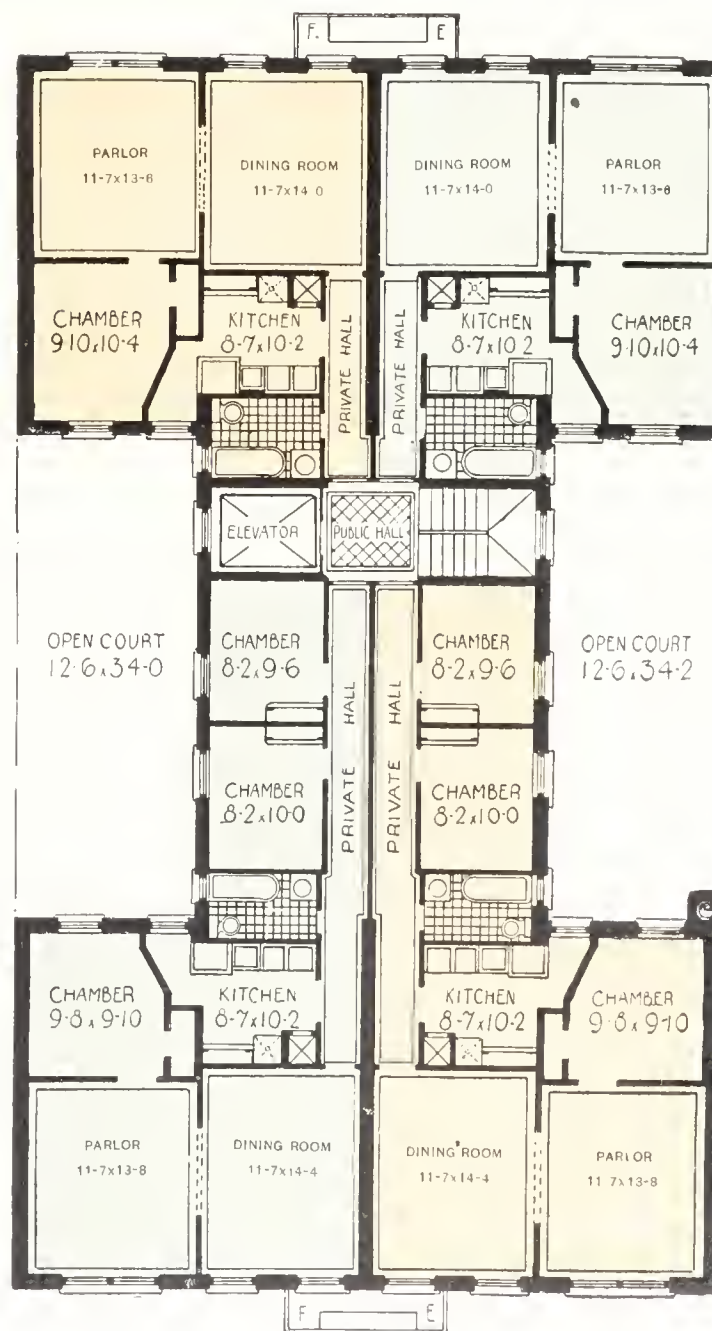 F. E
PARLOR
11-7x13-8
DINING ROOM
11-7x14 0
DINING ROOM
11-7x14-0
PARLOR
11-7x13-8
CHAMBER
9·10x10·4
KITCHEN
8-7x10·2
PRIVATE HALL
PRIVATE HALL
KITCHEN
8-7x10 2
CHAMBER
9·10x10·4
ELEVATOR
PUBLIC HALL
OPEN COURT
12·6x34-0
CHAMBER
8-2x9-6
CHAMBER
8-2x9-6
OPEN COURT
12-6x34-2
PRIVATE HALL
PRIVATE HALL
CHAMBER
8-2x10-0
CHAMBER
8-2x10-0
CHAMBER
9-8x9-10
KITCHEN
8-7x10-2
KITCHEN
8-7x10-2
CHAMBER
9-8x9-10
PARLOR
11-7x13-8
DINING ROOM
11-7x14-4
DINING ROOM
11-7x14-4
PARLOR
11 7x13-8
F E